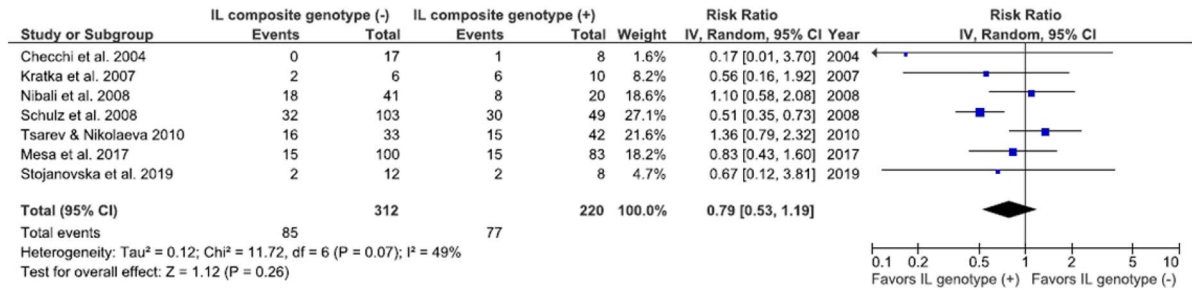 IL composite genotype (-) IL composite genotype (+) Risk Ratio Risk Ratio
Study or Subgroup Events Total Events Total Weight IV, Random, 95% CI Year IV, Random, 95% CI
Checchi et al. 2004 0 17 1 8 1.6% 0.17 [0.01, 3.70] 2004
Kratka et al. 2007 2 6 6 10 8.2% 0.56 [0.16, 1.92] 2007
Nibali et al. 2008 18 41 8 20 18.6% 1.10 [0.58, 2.08] 2008
Schulz et al. 2008 32 103 30 49 27.1% 0.51 [0.35, 0.73] 2008
Tsarev & Nikolaeva 2010 16 33 15 42 21.6% 1.36 [0.79, 2.32] 2010
Mesa et al. 2017 15 100 15 83 18.2% 0.83 [0.43, 1.60] 2017
Stojanovska et al. 2019 2 12 2 8 4.7% 0.67 [0.12, 3.81] 2019
Total (95% CI) 312 220 100.0% 0.79 [0.53, 1.19]
Total events 85 77
Heterogeneity: Tau² = 0.12; Chi² = 11.72, df = 6 (P = 0.07); I² = 49%
Test for overall effect: Z = 1.12 (P = 0.26)
0.1 0.2 0.5 1 2 5 10
Favors IL genotype (+) Favors IL genotype (-)